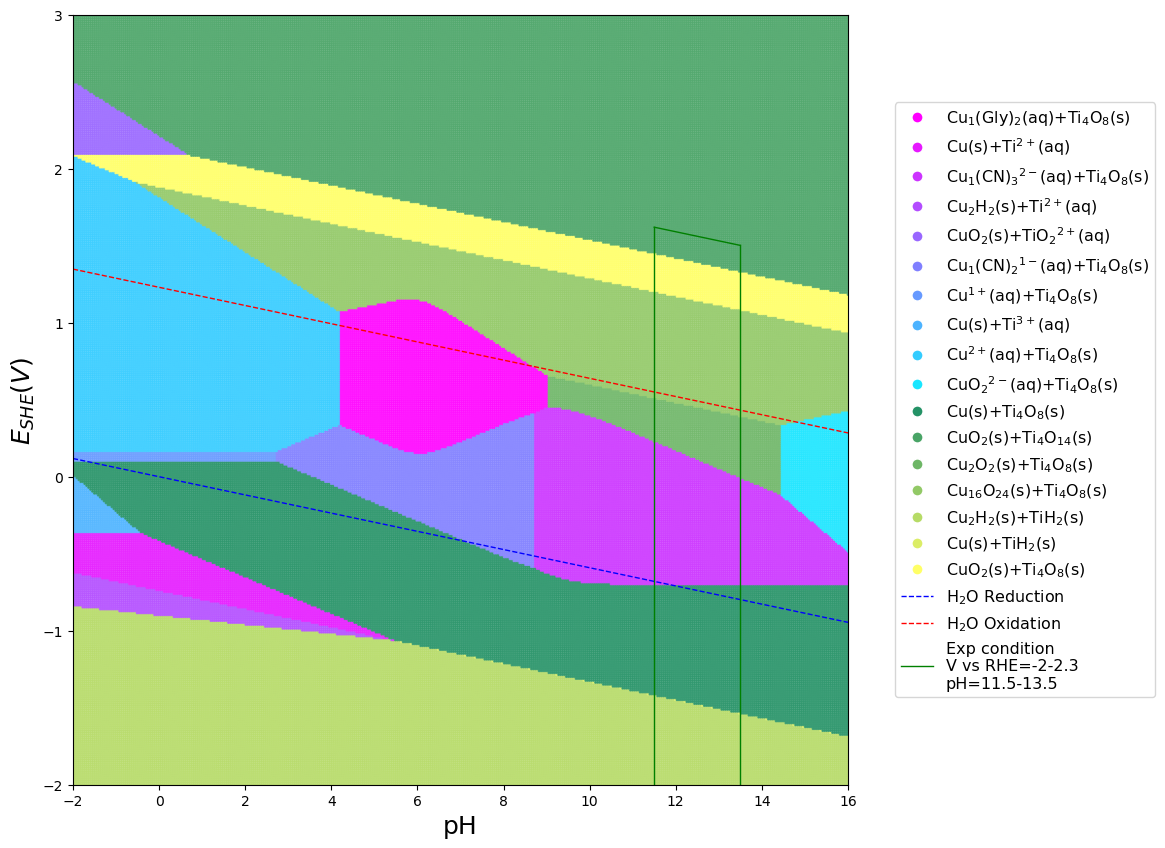 3
2
1
0
−1
−2
E_{SHE}(V)
−2 0 2 4 6 8 10 12 14 16
pH
Cu₁(Gly)₂(aq)+Ti₄O₈(s)
Cu(s)+Ti²⁺(aq)
Cu₁(CN)₃²⁻(aq)+Ti₄O₈(s)
Cu₂H₂(s)+Ti²⁺(aq)
CuO₂(s)+TiO₂²⁺(aq)
Cu₁(CN)₂¹⁻(aq)+Ti₄O₈(s)
Cu¹⁺(aq)+Ti₄O₈(s)
Cu(s)+Ti³⁺(aq)
Cu²⁺(aq)+Ti₄O₈(s)
CuO₂²⁻(aq)+Ti₄O₈(s)
Cu(s)+Ti₄O₈(s)
CuO₂(s)+Ti₄O₁₄(s)
Cu₂O₂(s)+Ti₄O₈(s)
Cu₁₆O₂₄(s)+Ti₄O₈(s)
Cu₂H₂(s)+TiH₂(s)
Cu(s)+TiH₂(s)
CuO₂(s)+Ti₄O₈(s)
H₂O Reduction
H₂O Oxidation
Exp condition
V vs RHE=-2-2.3
pH=11.5-13.5